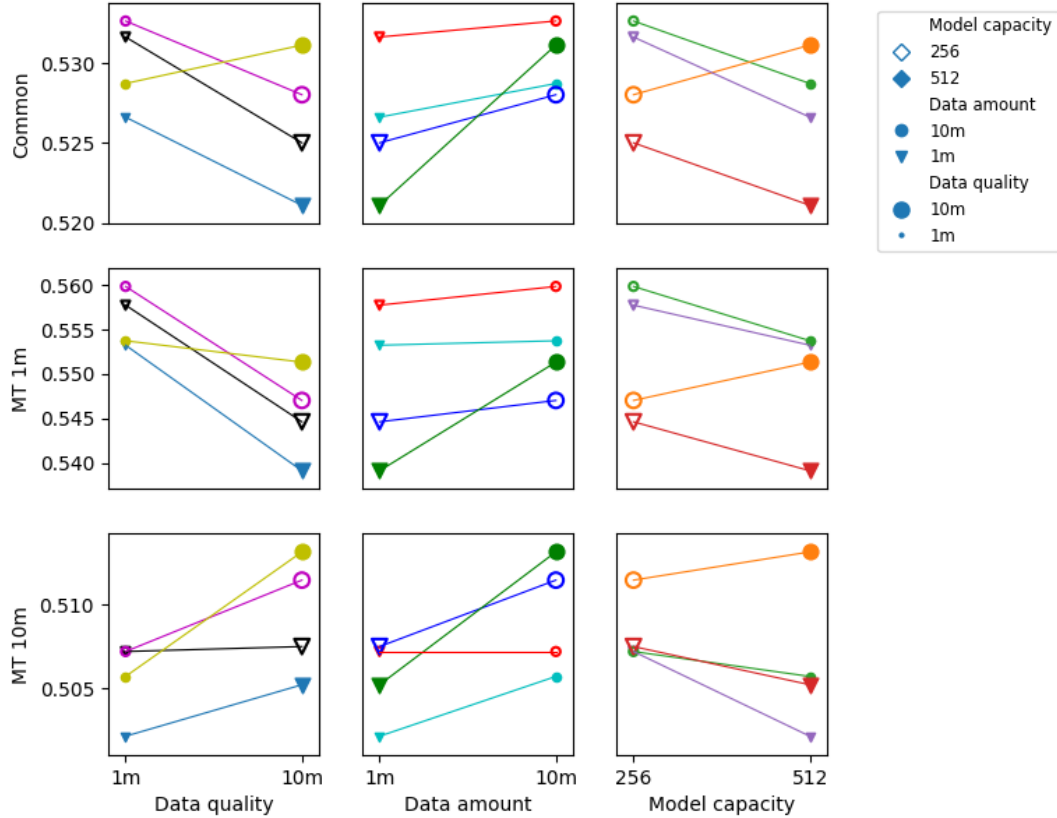 Common
0.530
0.525
0.520
MT 1m
0.560
0.555
0.550
0.545
0.540
MT 10m
0.510
0.505
1m
10m
Data quality
1m
10m
Data amount
256
512
Model capacity
Model capacity
256
512
Data amount
10m
1m
Data quality
10m
1m